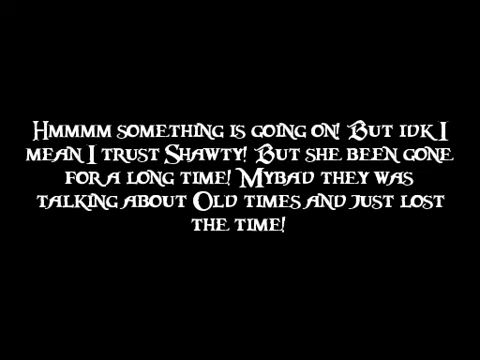 Hmmmm something is going on! But idk I
mean I trust Shawty! But she been gone
for a long time! Mybad they was
talking about Old times and just lost
the time!